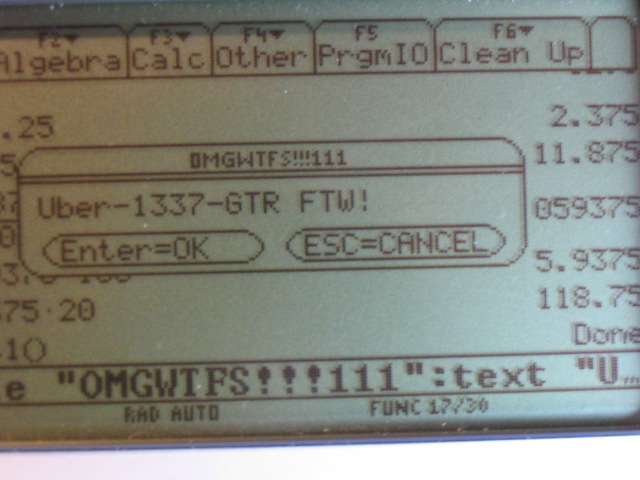 F2 F3 F4 F5 F6
Algebra Calc Other PrgmIO Clean Up
.25
2.375
OMGWTFS!!!111
11.875
Uber-1337-GTR FTW!
059375
Enter=OK ESC=CANCEL
5.9375
75·20
118.75
1()
Done
e "OMGWTFS!!!111":text "U…
RAD AUTO FUNC 17/30